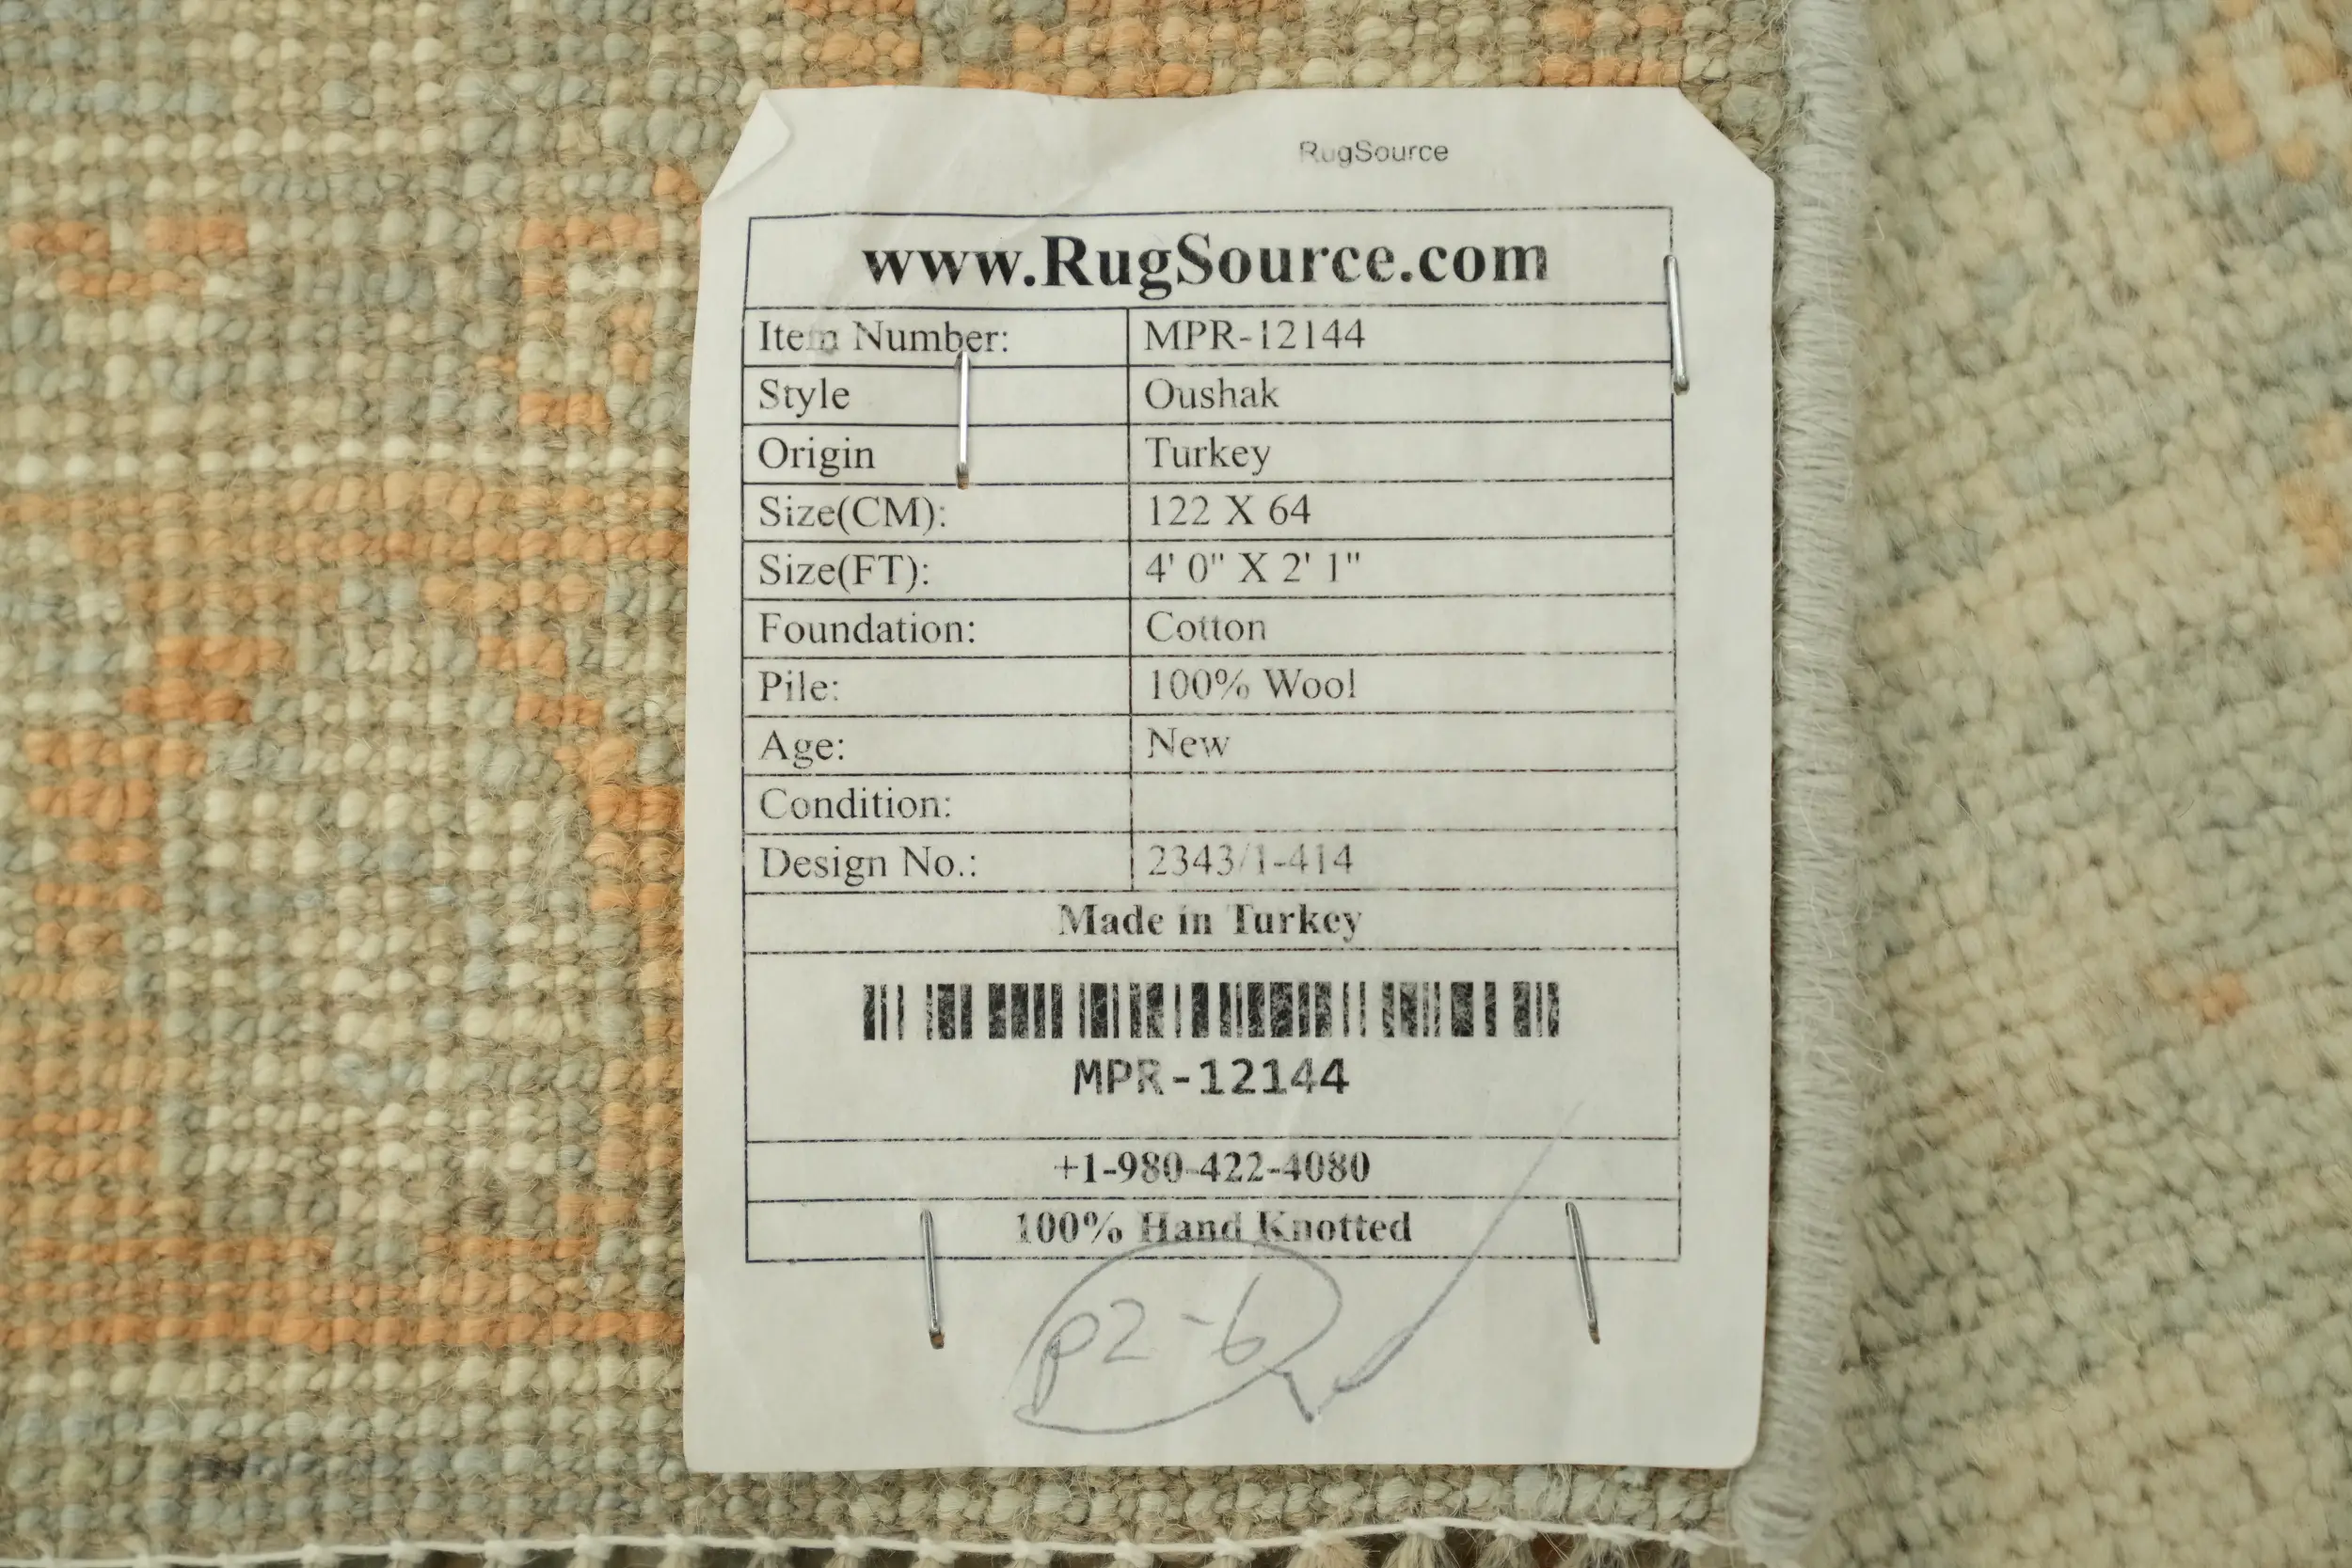 RugSource
www.RugSource.com
Item Number: MPR-12144
Style Oushak
Origin Turkey
Size(CM): 122 X 64
Size(FT): 4' 0" X 2' 1"
Foundation: Cotton
Pile: 100% Wool
Age: New
Condition:
Design No.: 2343/1-414
Made in Turkey
MPR-12144
+1-980-422-4080
100% Hand Knotted
P2-6